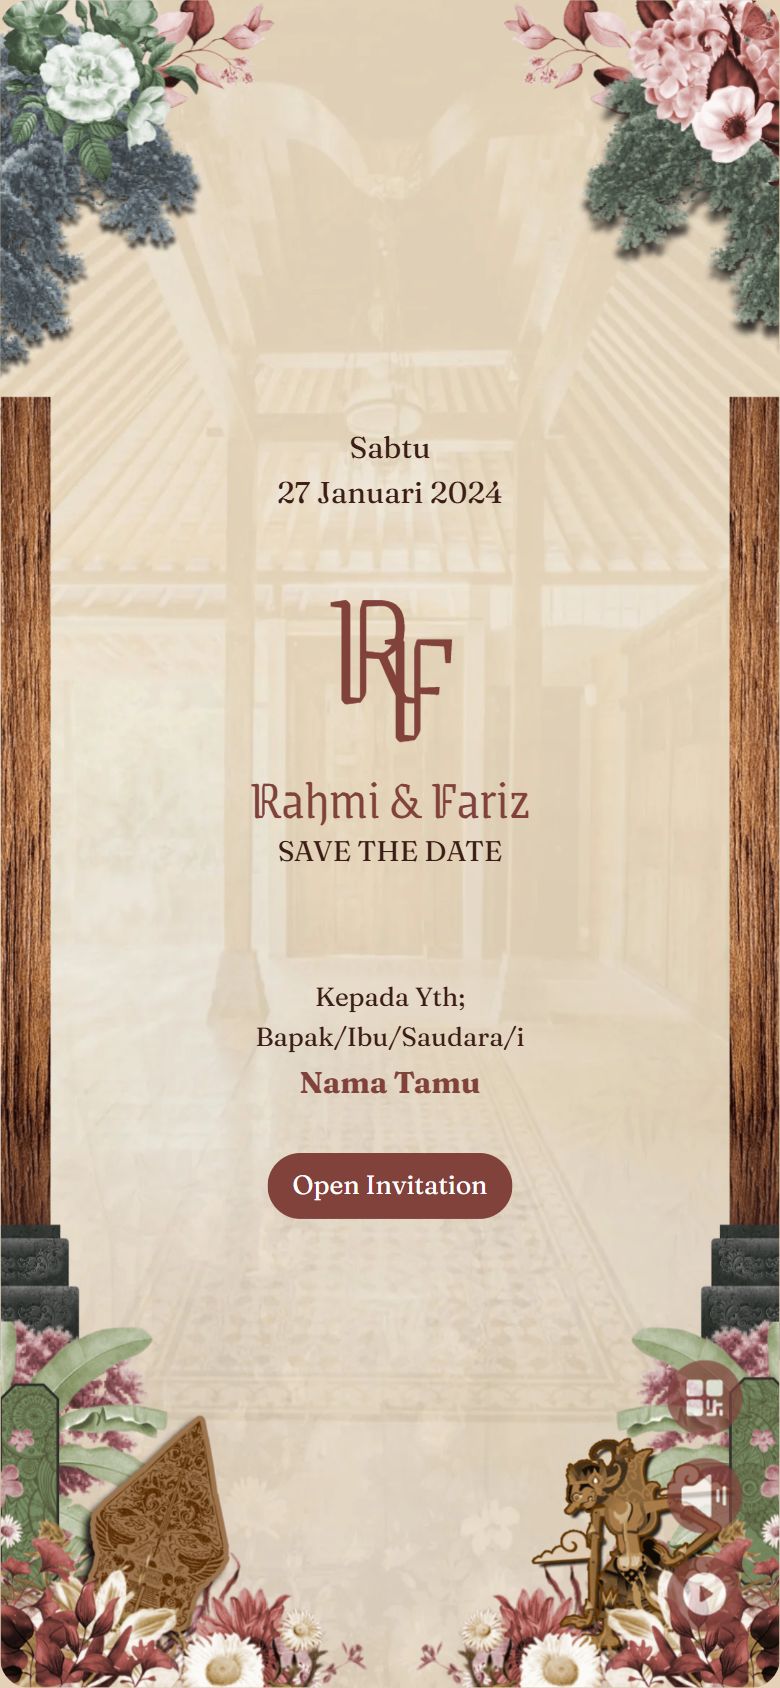 Sabtu
27 Januari 2024
RF
Rahmi & Fariz
SAVE THE DATE
Kepada Yth;
Bapak/Ibu/Saudara/i
Nama Tamu
Open Invitation